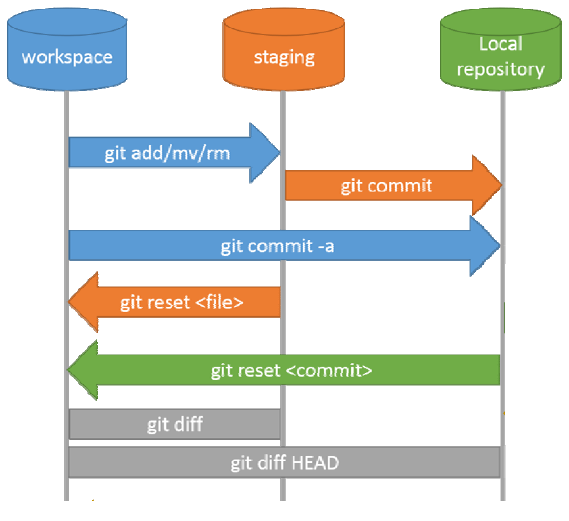 workspace
staging
Local
repository
git add/mv/rm
git commit
git commit -a
git reset <file>
git reset <commit>
git diff
git diff HEAD